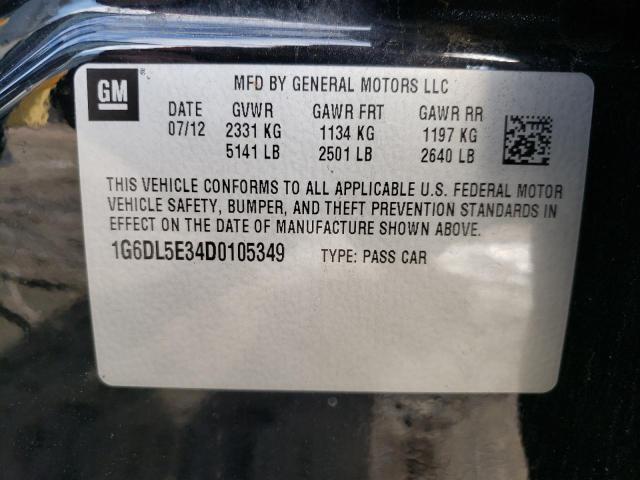 GM
MFD BY GENERAL MOTORS LLC
DATE GVWR GAWR FRT GAWR RR
07/12 2331 KG 1134 KG 1197 KG
5141 LB 2501 LB 2640 LB
THIS VEHICLE CONFORMS TO ALL APPLICABLE U.S. FEDERAL MOTOR
VEHICLE SAFETY, BUMPER, AND THEFT PREVENTION STANDARDS IN
EFFECT ON THE DATE OF MANUFACTURE SHOWN ABOVE.
1G6DL5E34D0105349 TYPE: PASS CAR